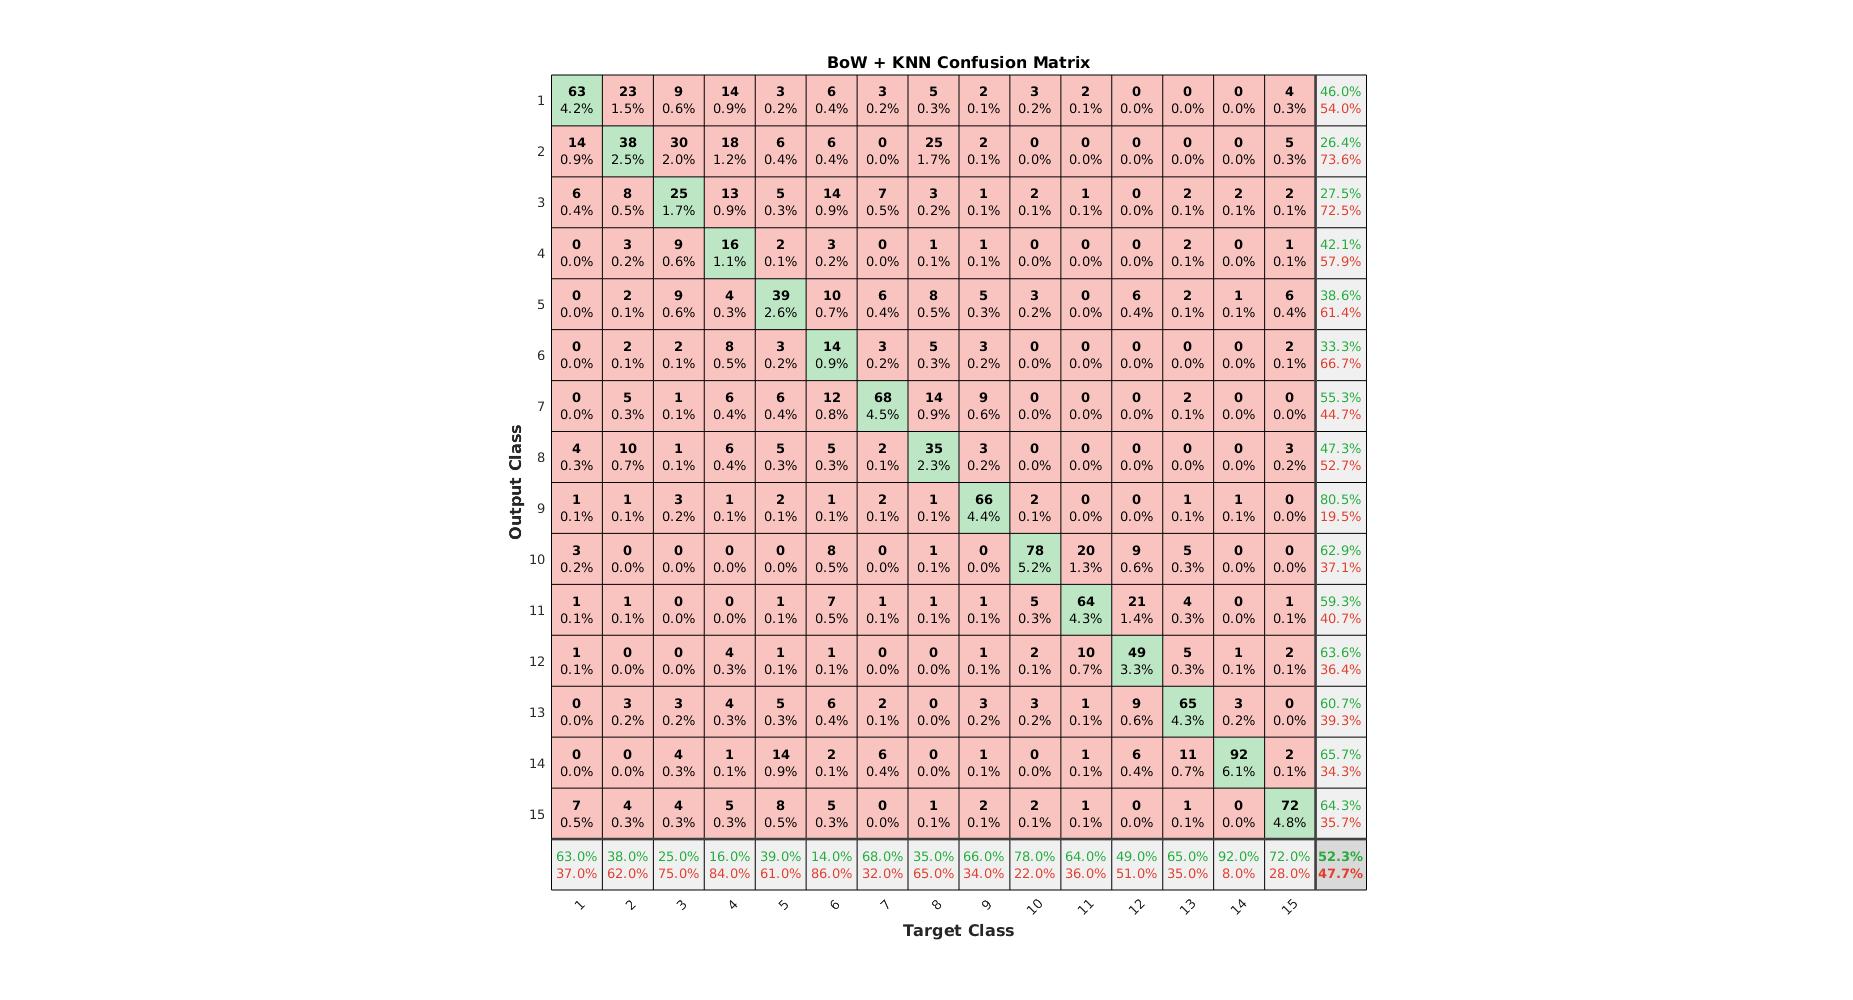 BoW + KNN Confusion Matrix
1 63 23 9 14 3 6 3 5 2 3 2 0 0 0 4 46.0%
4.2% 1.5% 0.6% 0.9% 0.2% 0.4% 0.2% 0.3% 0.1% 0.2% 0.1% 0.0% 0.0% 0.0% 0.3% 54.0%
2 14 38 30 18 6 6 0 25 2 0 0 0 0 0 5 26.4%
0.9% 2.5% 2.0% 1.2% 0.4% 0.4% 0.0% 1.7% 0.1% 0.0% 0.0% 0.0% 0.0% 0.0% 0.3% 73.6%
3 6 8 25 13 5 14 7 3 1 2 1 0 2 2 2 27.5%
0.4% 0.5% 1.7% 0.9% 0.3% 0.9% 0.5% 0.2% 0.1% 0.1% 0.1% 0.0% 0.1% 0.1% 0.1% 72.5%
4 0 3 9 16 2 3 0 1 1 0 0 0 2 0 1 42.1%
0.0% 0.2% 0.6% 1.1% 0.1% 0.2% 0.0% 0.1% 0.1% 0.0% 0.0% 0.0% 0.1% 0.0% 0.1% 57.9%
5 0 2 9 4 39 10 6 8 5 3 0 6 2 1 6 38.6%
0.0% 0.1% 0.6% 0.3% 2.6% 0.7% 0.4% 0.5% 0.3% 0.2% 0.0% 0.4% 0.1% 0.1% 0.4% 61.4%
6 0 2 2 8 3 14 3 5 3 0 0 0 0 0 2 33.3%
0.0% 0.1% 0.1% 0.5% 0.2% 0.9% 0.2% 0.3% 0.2% 0.0% 0.0% 0.0% 0.0% 0.0% 0.1% 66.7%
7 0 5 1 6 6 12 68 14 9 0 0 0 2 0 0 55.3%
0.0% 0.3% 0.1% 0.4% 0.4% 0.8% 4.5% 0.9% 0.6% 0.0% 0.0% 0.0% 0.1% 0.0% 0.0% 44.7%
8 4 10 1 6 5 5 2 35 3 0 0 0 0 0 3 47.3%
0.3% 0.7% 0.1% 0.4% 0.3% 0.3% 0.1% 2.3% 0.2% 0.0% 0.0% 0.0% 0.0% 0.0% 0.2% 52.7%
9 1 1 3 1 2 1 2 1 66 2 0 0 1 1 0 80.5%
0.1% 0.1% 0.2% 0.1% 0.1% 0.1% 0.1% 0.1% 4.4% 0.1% 0.0% 0.0% 0.1% 0.1% 0.0% 19.5%
10 3 0 0 0 0 8 0 1 0 78 20 9 5 0 0 62.9%
0.2% 0.0% 0.0% 0.0% 0.0% 0.5% 0.0% 0.1% 0.0% 5.2% 1.3% 0.6% 0.3% 0.0% 0.0% 37.1%
11 1 1 0 0 1 7 1 1 1 5 64 21 4 0 1 59.3%
0.1% 0.1% 0.0% 0.0% 0.1% 0.5% 0.1% 0.1% 0.1% 0.3% 4.3% 1.4% 0.3% 0.0% 0.1% 40.7%
12 1 0 0 4 1 1 0 0 1 2 10 49 5 1 2 63.6%
0.1% 0.0% 0.0% 0.3% 0.1% 0.1% 0.0% 0.0% 0.1% 0.1% 0.7% 3.3% 0.3% 0.1% 0.1% 36.4%
13 0 3 3 4 5 6 2 0 3 3 1 9 65 3 0 60.7%
0.0% 0.2% 0.2% 0.3% 0.3% 0.4% 0.1% 0.0% 0.2% 0.2% 0.1% 0.6% 4.3% 0.2% 0.0% 39.3%
14 0 0 4 1 14 2 6 0 1 0 1 6 11 92 2 65.7%
0.0% 0.0% 0.3% 0.1% 0.9% 0.1% 0.4% 0.0% 0.1% 0.0% 0.1% 0.4% 0.7% 6.1% 0.1% 34.3%
15 7 4 4 5 8 5 0 1 2 2 1 0 1 0 72 64.3%
0.5% 0.3% 0.3% 0.3% 0.5% 0.3% 0.0% 0.1% 0.1% 0.1% 0.1% 0.0% 0.1% 0.0% 4.8% 35.7%
63.0% 38.0% 25.0% 16.0% 39.0% 14.0% 68.0% 35.0% 66.0% 78.0% 64.0% 49.0% 65.0% 92.0% 72.0% 52.3%
37.0% 62.0% 75.0% 84.0% 61.0% 86.0% 32.0% 65.0% 34.0% 22.0% 36.0% 51.0% 35.0% 8.0% 28.0% 47.7%
1 2 3 4 5 6 7 8 9 10 11 12 13 14 15
Target Class
Output Class